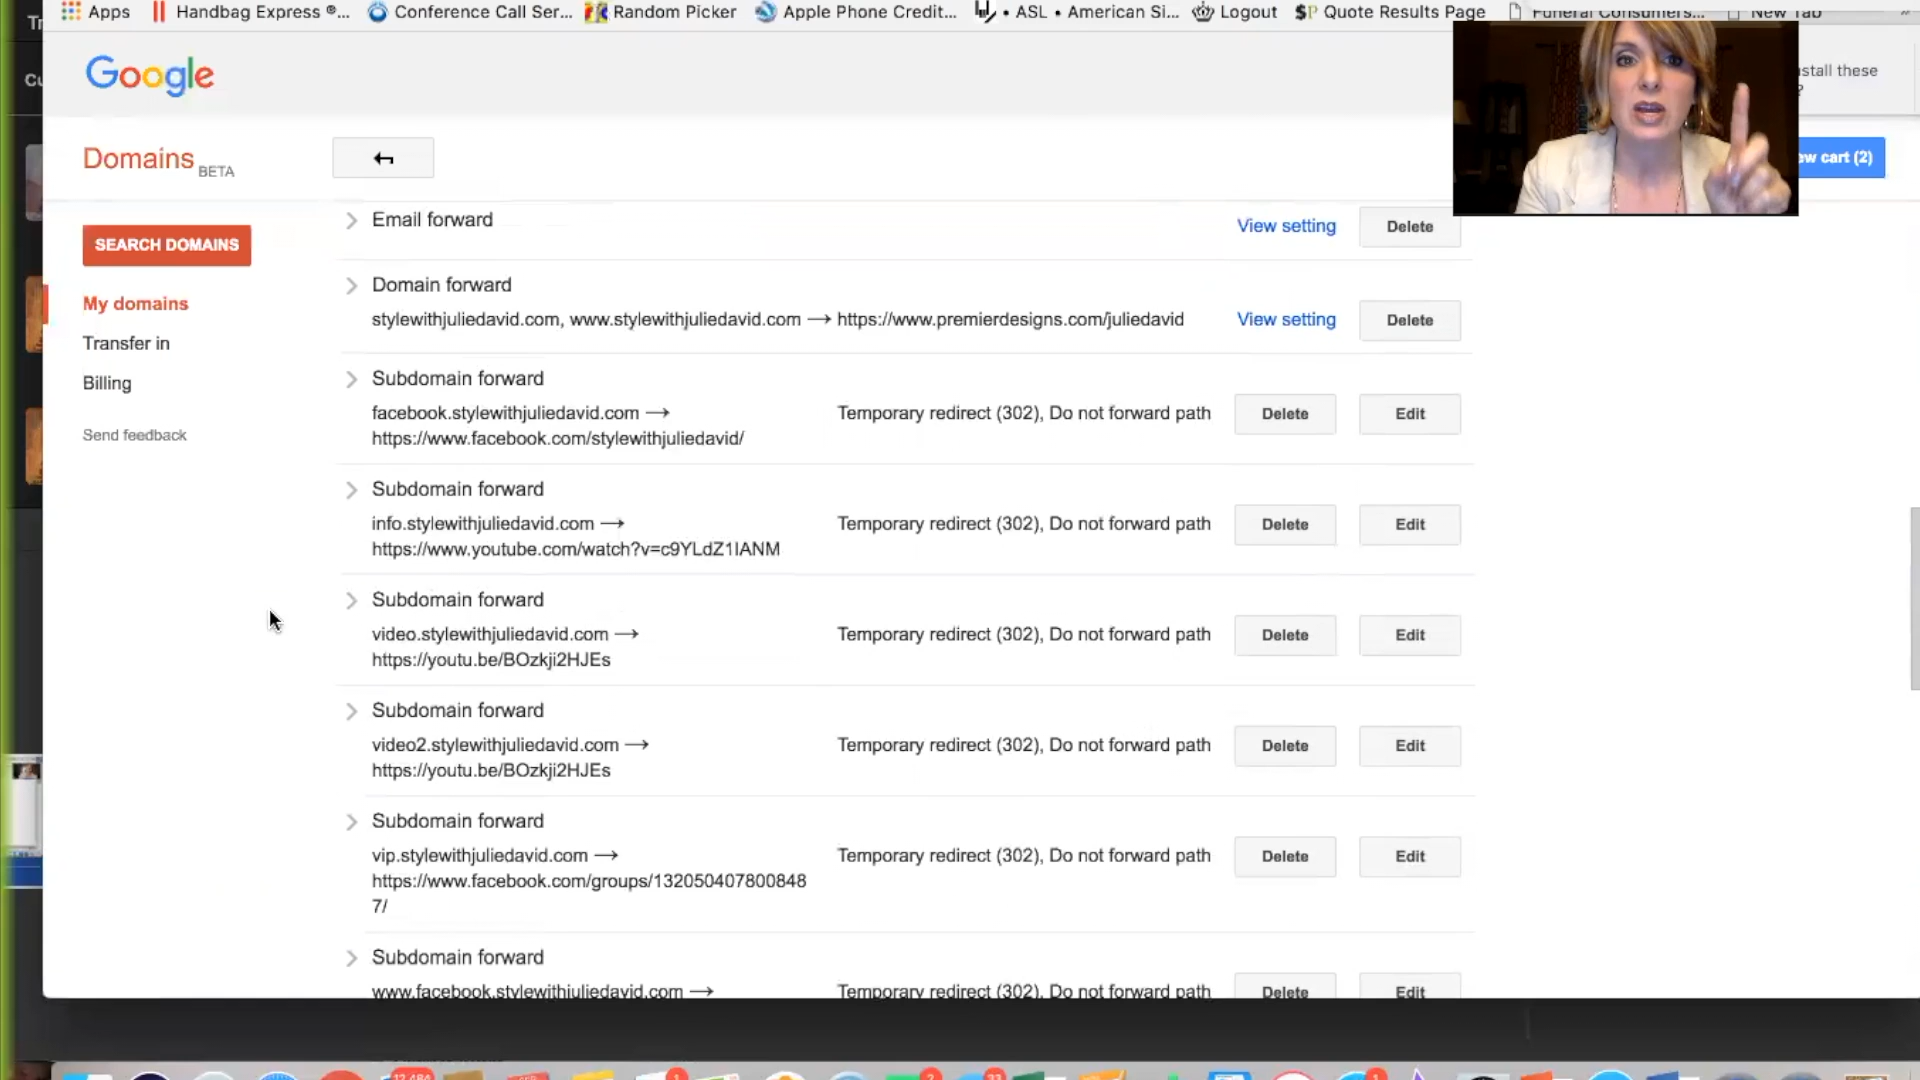 Apps Handbag Express ®... Conference Call Ser... Random Picker Apple Phone Credit... • ASL • American Si... Logout Quote Results Page Funeral Consumers... New Tab »
Google
stall these
?
Domains BETA
ew cart (2)
SEARCH DOMAINS
My domains
Transfer in
Billing
Send feedback
Email forward View setting Delete
Domain forward
stylewithjuliedavid.com, www.stylewithjuliedavid.com → https://www.premierdesigns.com/juliedavid View setting Delete
Subdomain forward
facebook.stylewithjuliedavid.com → Temporary redirect (302), Do not forward path Delete Edit
https://www.facebook.com/stylewithjuliedavid/
Subdomain forward
info.stylewithjuliedavid.com → Temporary redirect (302), Do not forward path Delete Edit
https://www.youtube.com/watch?v=c9YLdZ1IANM
Subdomain forward
video.stylewithjuliedavid.com → Temporary redirect (302), Do not forward path Delete Edit
https://youtu.be/BOzkji2HJEs
Subdomain forward
video2.stylewithjuliedavid.com → Temporary redirect (302), Do not forward path Delete Edit
https://youtu.be/BOzkji2HJEs
Subdomain forward
vip.stylewithjuliedavid.com → Temporary redirect (302), Do not forward path Delete Edit
https://www.facebook.com/groups/132050407800848
7/
Subdomain forward
www.facebook.stylewithjuliedavid.com → Temporary redirect (302), Do not forward path Delete Edit